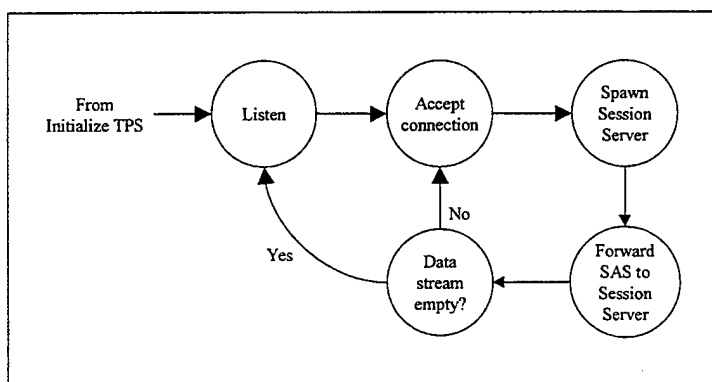 From
Initialize TPS
Listen
Accept
connection
Spawn
Session
Server
No
Yes
Data
stream
empty?
Forward
SAS to
Session
Server